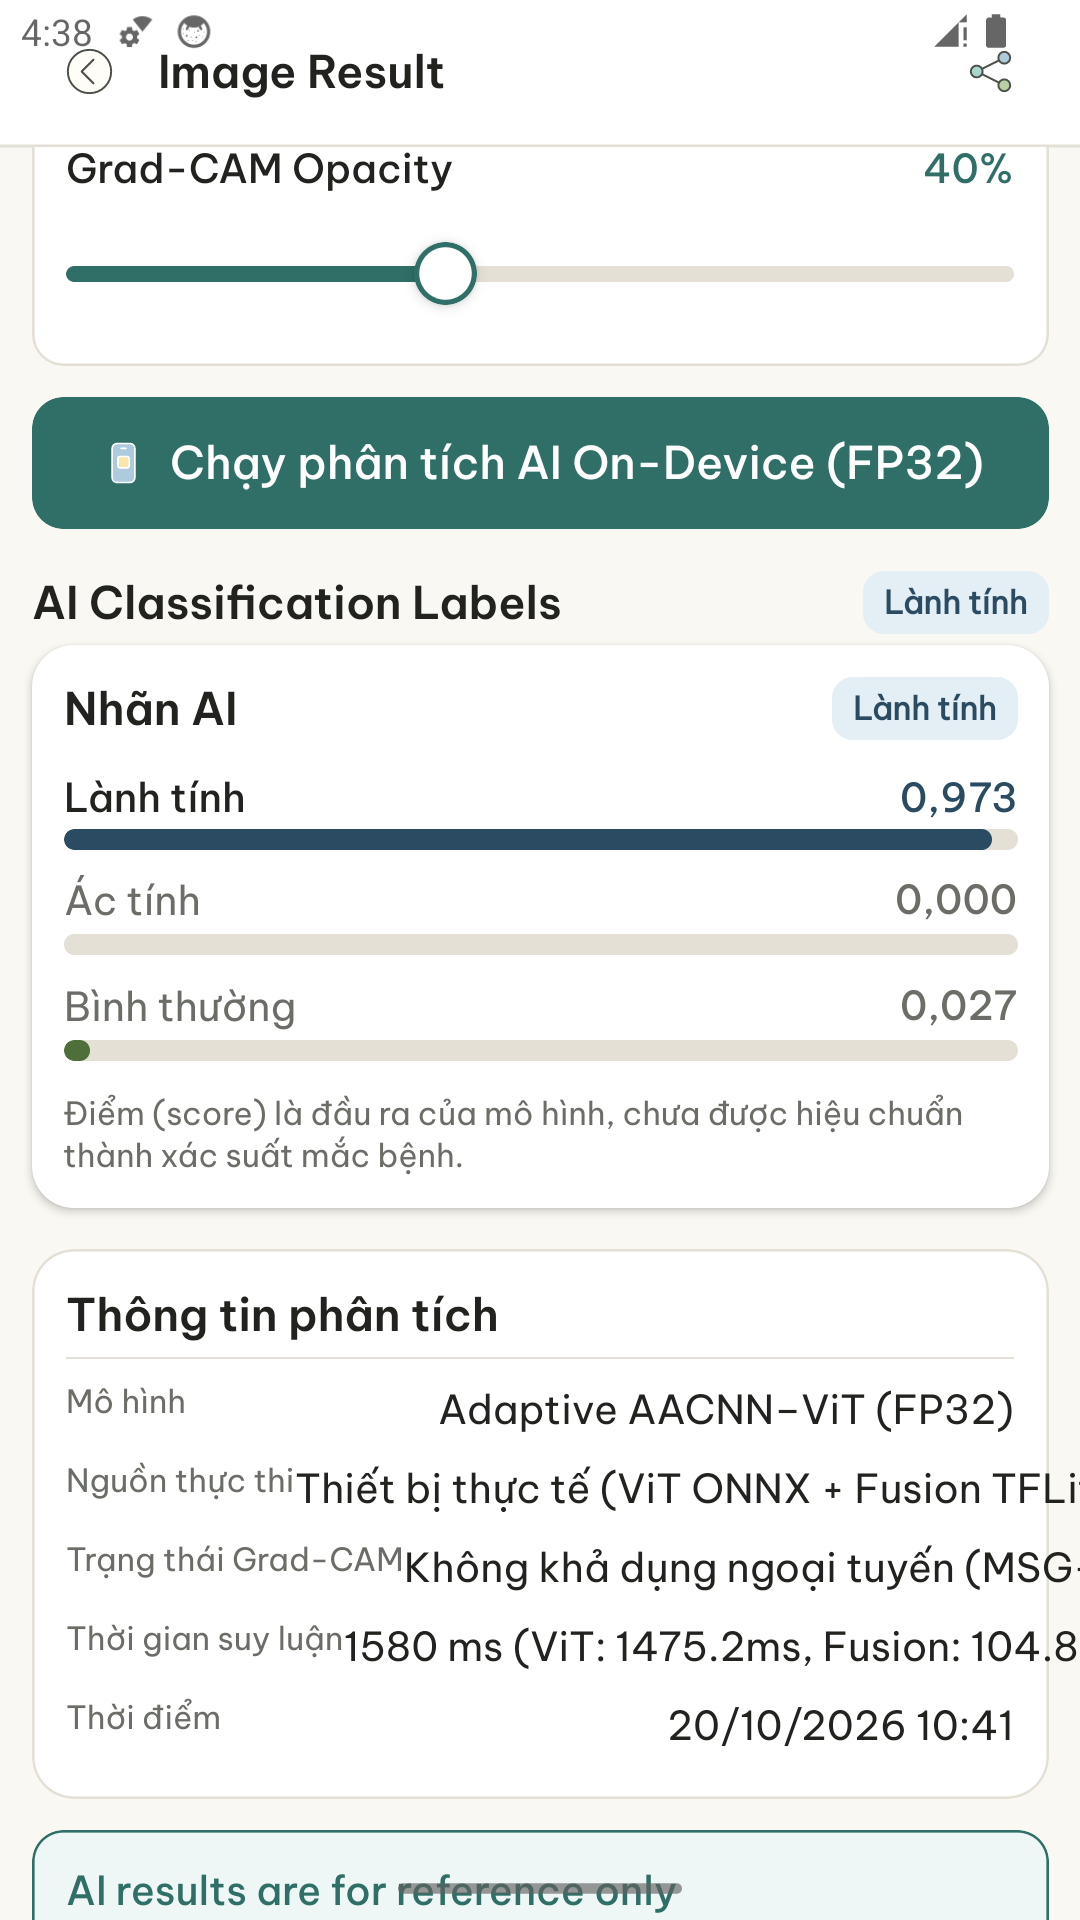 4:38
Image Result
Grad-CAM Opacity 40%
Chạy phân tích AI On-Device (FP32)
AI Classification Labels Lành tính
Nhãn AI Lành tính
Lành tính 0,973
Ác tính 0,000
Bình thường 0,027
Điểm (score) là đầu ra của mô hình, chưa được hiệu chuẩn
thành xác suất mắc bệnh.
Thông tin phân tích
Mô hình Adaptive AACNN-ViT (FP32)
Nguồn thực thi Thiết bị thực tế (ViT ONNX + Fusion TFLi
Trạng thái Grad-CAM Không khả dụng ngoại tuyến (MSG-
Thời gian suy luận 1580 ms (ViT: 1475.2ms, Fusion: 104.8
Thời điểm 20/10/2026 10:41
AI results are for reference only